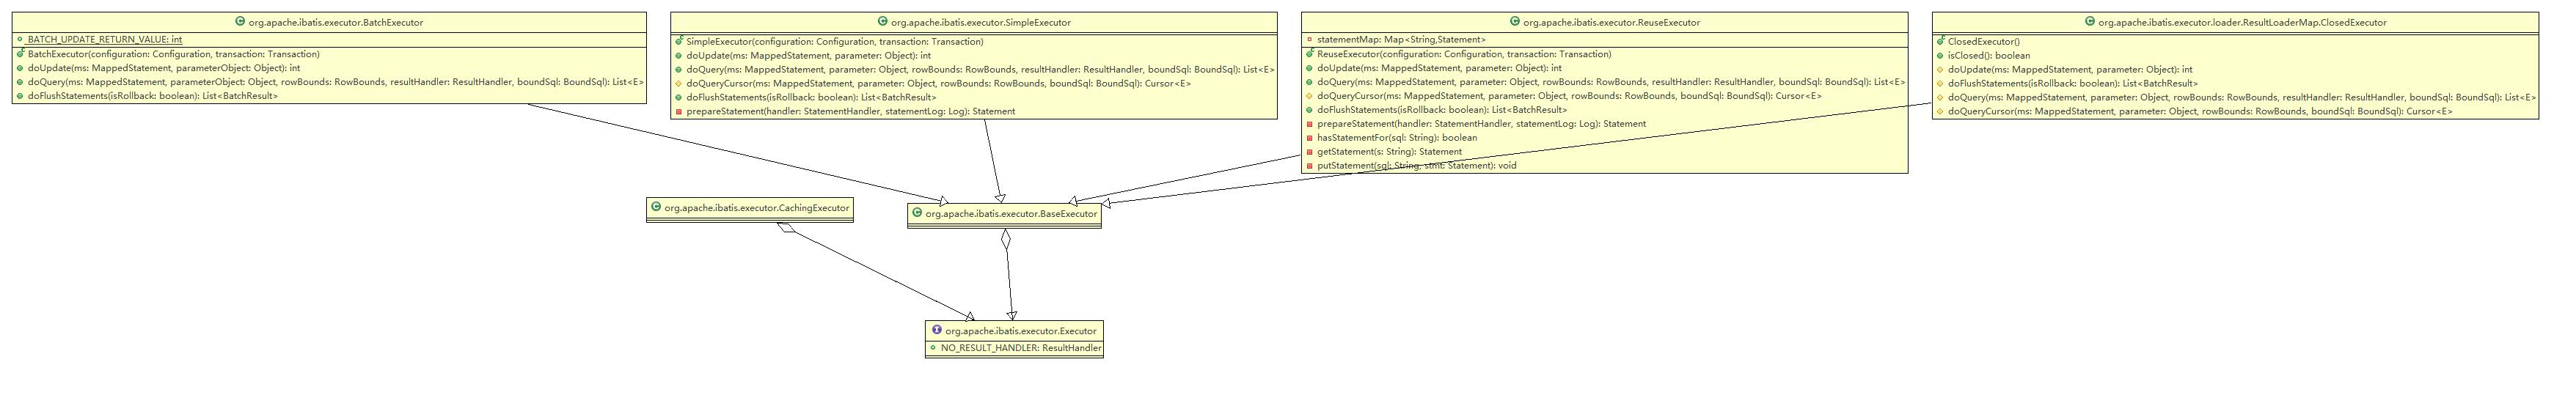 org.apache.ibatis.executor.BatchExecutor
BATCH_UPDATE_RETURN_VALUE: int
BatchExecutor(configuration: Configuration, transaction: Transaction)
doUpdate(ms: MappedStatement, parameterObject: Object): int
doQuery(ms: MappedStatement, parameterObject: Object, rowBounds: RowBounds, resultHandler: ResultHandler, boundSql: BoundSql): List<E>
doFlushStatements(isRollback: boolean): List<BatchResult>
org.apache.ibatis.executor.SimpleExecutor
SimpleExecutor(configuration: Configuration, transaction: Transaction)
doUpdate(ms: MappedStatement, parameter: Object): int
doQuery(ms: MappedStatement, parameter: Object, rowBounds: RowBounds, resultHandler: ResultHandler, boundSql: BoundSql): List<E>
doQueryCursor(ms: MappedStatement, parameter: Object, rowBounds: RowBounds, boundSql: BoundSql): Cursor<E>
doFlushStatements(isRollback: boolean): List<BatchResult>
prepareStatement(handler: StatementHandler, statementLog: Log): Statement
org.apache.ibatis.executor.ReuseExecutor
statementMap: Map<String,Statement>
ReuseExecutor(configuration: Configuration, transaction: Transaction)
doUpdate(ms: MappedStatement, parameter: Object): int
doQuery(ms: MappedStatement, parameter: Object, rowBounds: RowBounds, resultHandler: ResultHandler, boundSql: BoundSql): List<E>
doQueryCursor(ms: MappedStatement, parameter: Object, rowBounds: RowBounds, boundSql: BoundSql): Cursor<E>
doFlushStatements(isRollback: boolean): List<BatchResult>
prepareStatement(handler: StatementHandler, statementLog: Log): Statement
hasStatementFor(sql: String): boolean
getStatement(s: String): Statement
putStatement(sql: String, stmt: Statement): void
org.apache.ibatis.executor.loader.ResultLoaderMap.ClosedExecutor
ClosedExecutor()
isClosed(): boolean
doUpdate(ms: MappedStatement, parameter: Object): int
doFlushStatements(isRollback: boolean): List<BatchResult>
doQuery(ms: MappedStatement, parameter: Object, rowBounds: RowBounds, resultHandler: ResultHandler, boundSql: BoundSql): List<E>
doQueryCursor(ms: MappedStatement, parameter: Object, rowBounds: RowBounds, boundSql: BoundSql): Cursor<E>
org.apache.ibatis.executor.CachingExecutor
org.apache.ibatis.executor.BaseExecutor
org.apache.ibatis.executor.Executor
NO_RESULT_HANDLER: ResultHandler